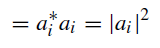 = a_i^* a_i = |a_i|^2